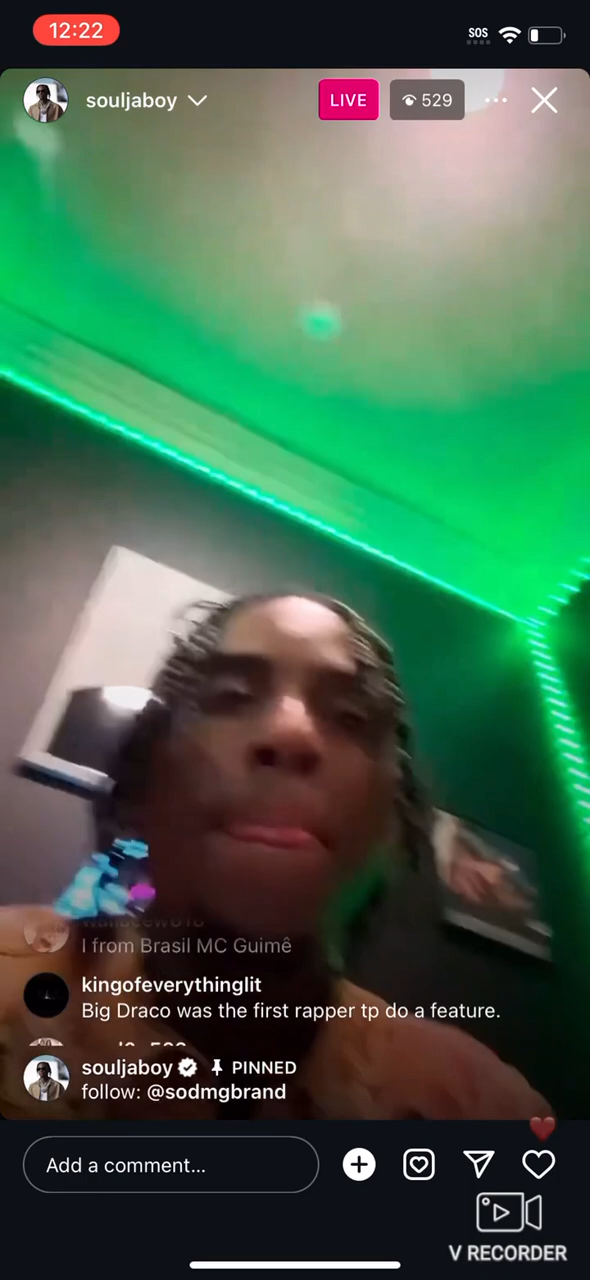 12:22
SOS
souljaboy
LIVE
529
I from Brasil MC Guimê
kingofeverythinglit
Big Draco was the first rapper tp do a feature.
souljaboy PINNED
follow: @sodmgbrand
Add a comment...
V RECORDER